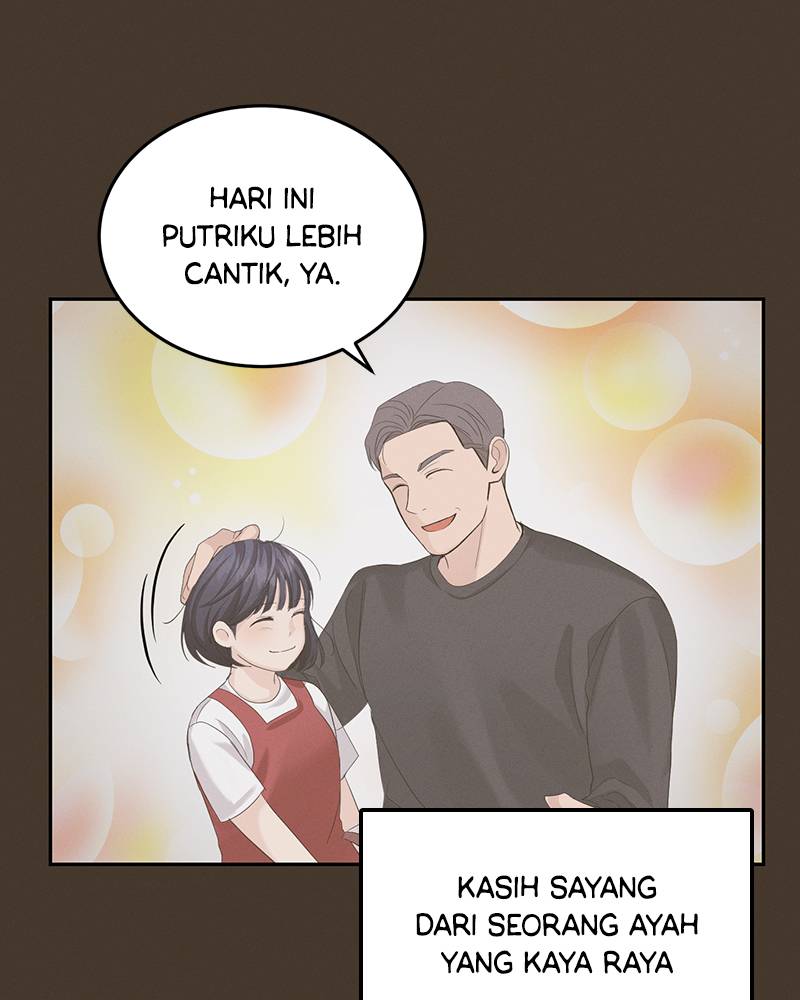 HARI INI
PUTRIKU LEBIH
CANTIK, YA.
KASIH SAYANG
DARI SEORANG AYAH
YANG KAYA RAYA